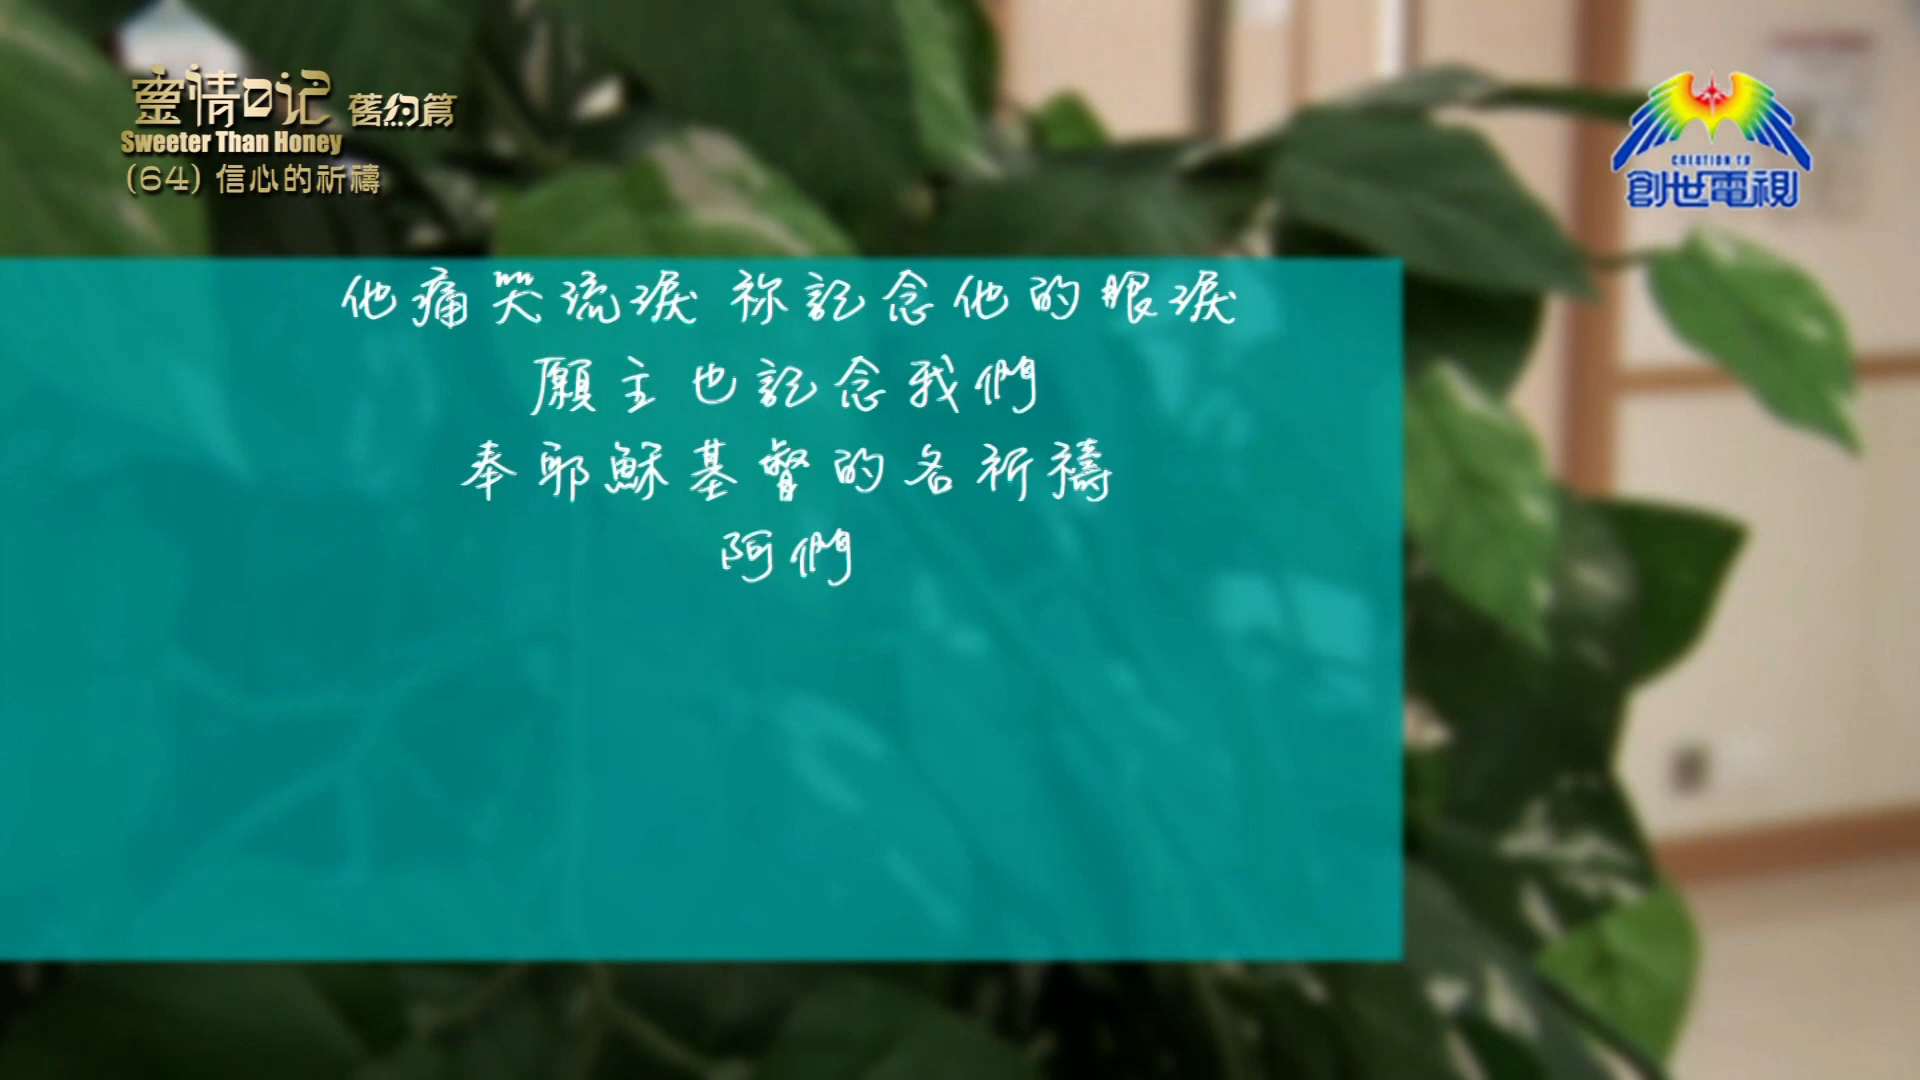 靈情日记 舊約篇
Sweeter Than Honey
(64) 信心的祈禱
CREATION TV
創世電視
他痛哭流淚 祢記念他的眼淚
願主也記念我們
奉耶穌基督的名祈禱
阿們